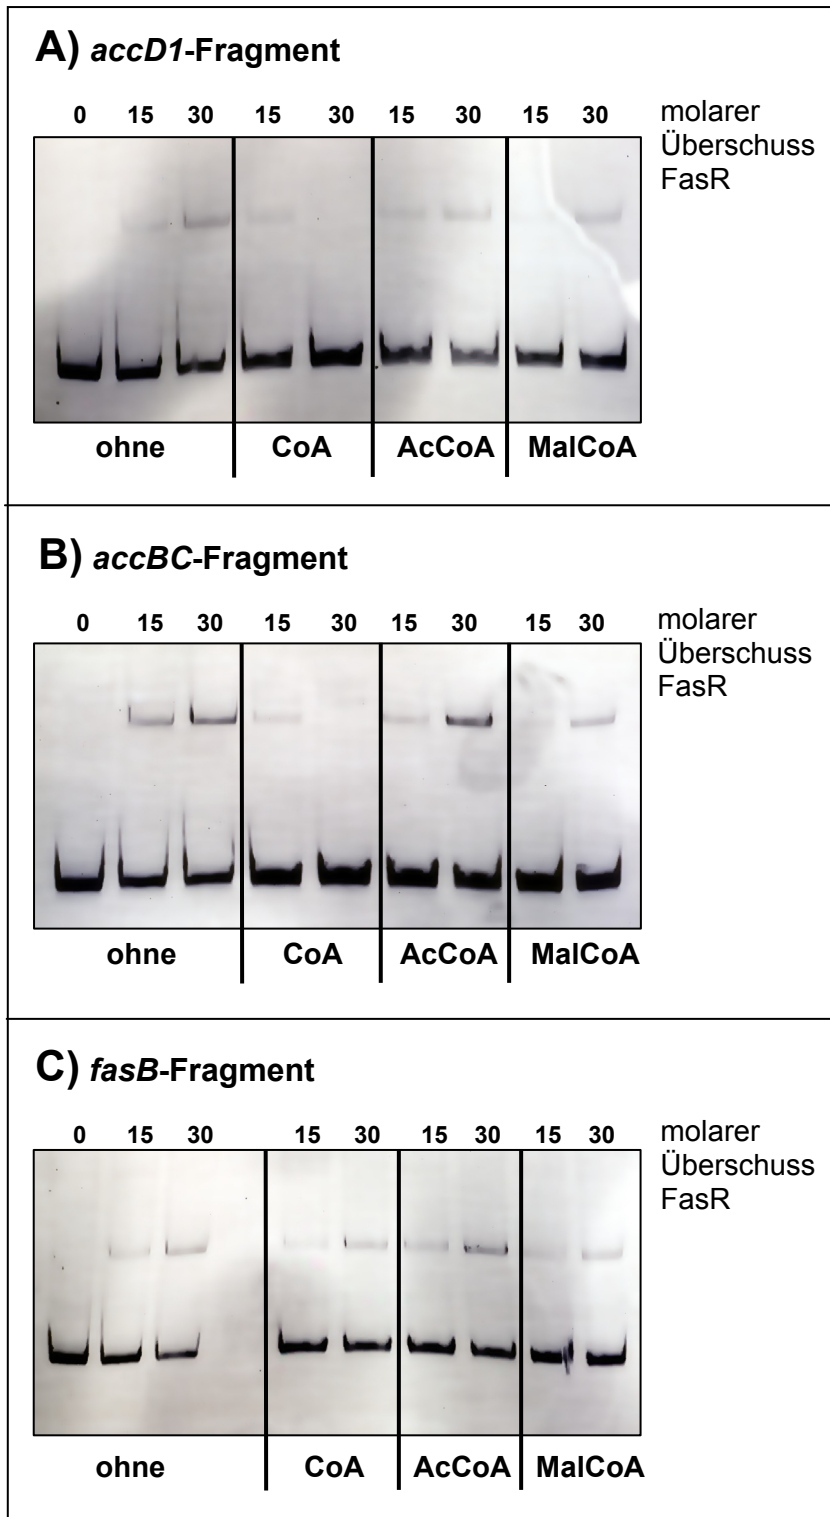 A) accD1-Fragment
0 15 30 15 30 15 30 15 30
molarer
Überschuss
FasR
ohne CoA AcCoA MalCoA
B) accBC-Fragment
0 15 30 15 30 15 30 15 30
molarer
Überschuss
FasR
ohne CoA AcCoA MalCoA
C) fasB-Fragment
0 15 30 15 30 15 30 15 30
molarer
Überschuss
FasR
ohne CoA AcCoA MalCoA